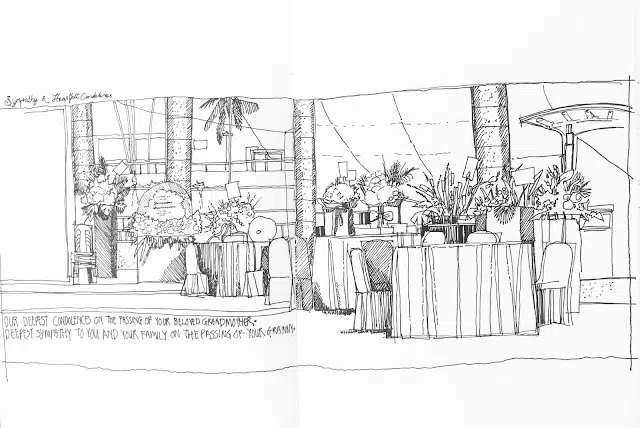 Sympathy & Heartfelt Condolences
OUR DEEPEST CONDOLENCES ON THE PASSING OF YOUR BELOVED GRANDMOTHER.
DEEPEST SYMPATHY TO YOU AND YOUR FAMILY ON THE PASSING OF YOUR GRANNY.